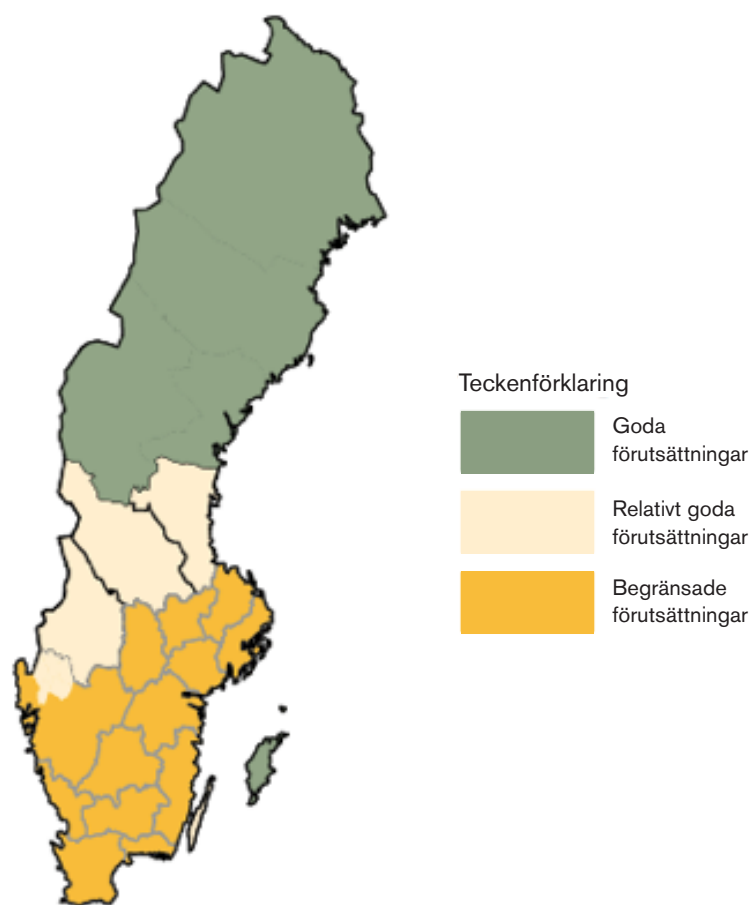 Teckenförklaring
Goda
förutsättningar
Relativt goda
förutsättningar
Begränsade
förutsättningar